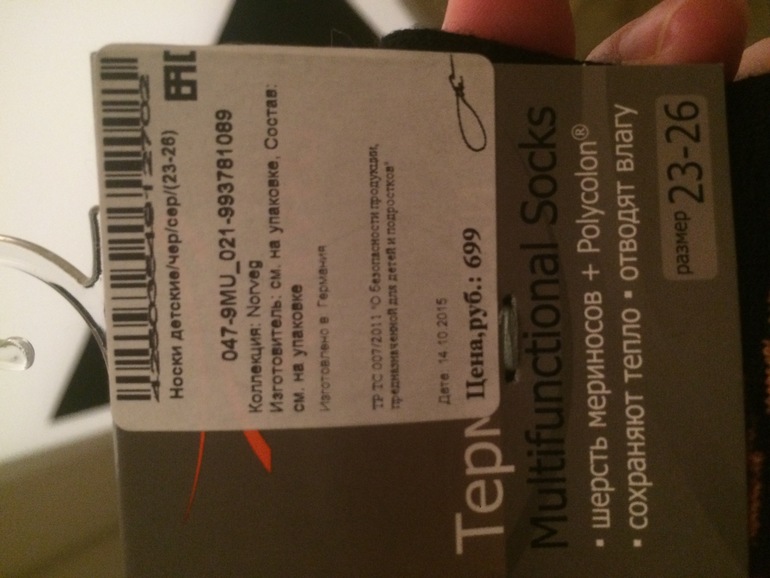 ЕАС
Носки детские/чер/сер/(23-26)
047-9MU_021-993781089
Коллекция: Norveg
Изготовитель: см. на упаковке, Состав:
см. на упаковке
Изготовлено в Германия
ТР ТС 007/2011 "О безопасности продукции,
предназначенной для детей и подростков"
Дата 14.10.2015
Цена,руб.: 699
Терм
Multifunctional Socks
▪ шерсть мериносов + Polycolon®
▪ сохраняют тепло ▪ отводят влагу
размер 23-26